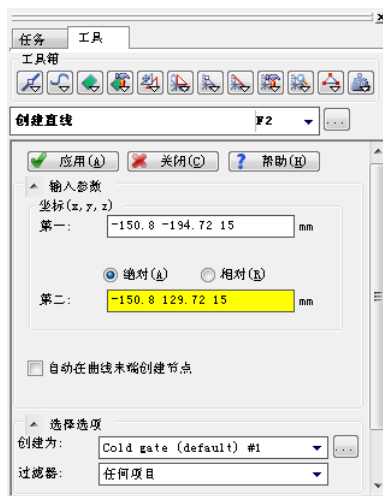 任务 工具
工具箱
创建直线 F2 ...
应用(A) 关闭(C) ? 帮助(H)
输入参数
坐标(x, y, z)
第一: -150.8 -194.72 15 mm
绝对(A) 相对(R)
第二: -150.8 129.72 15 mm
自动在曲线末端创建节点
选择选项
创建为: Cold gate (default) #1 ...
过滤器: 任何项目